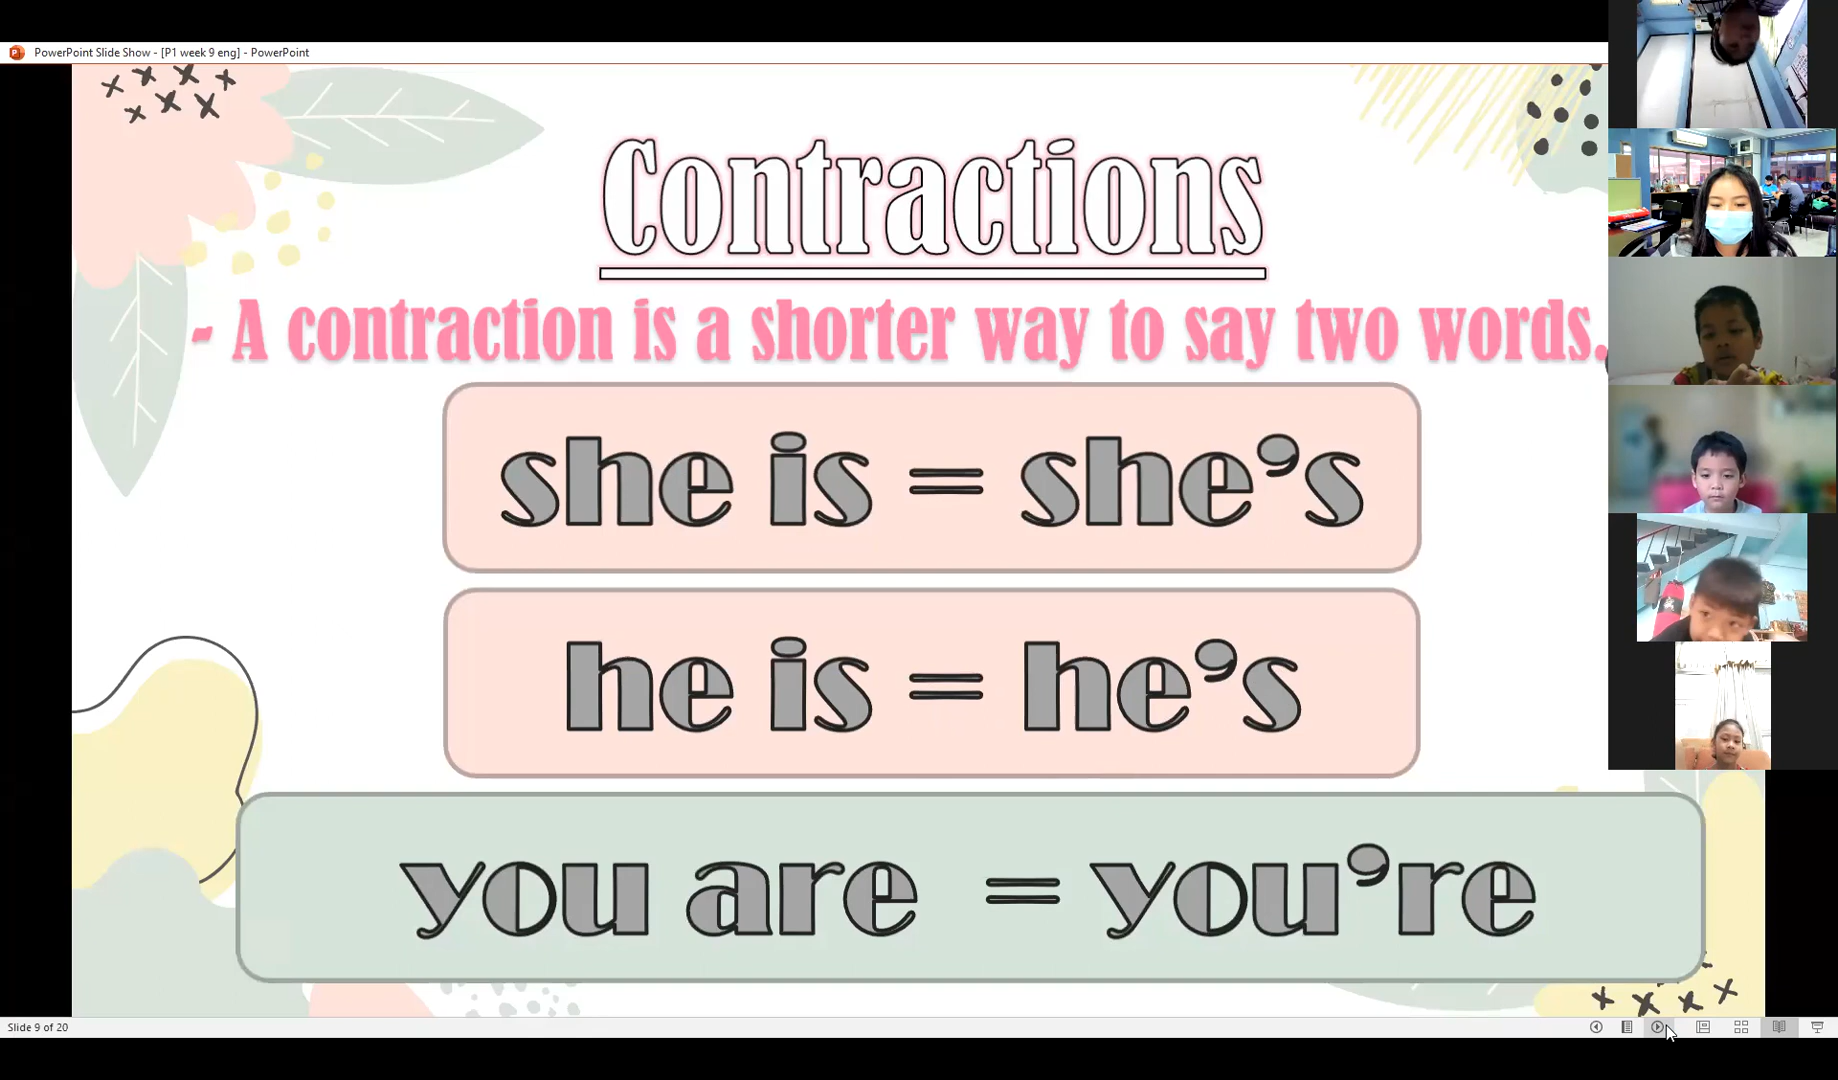 PowerPoint Slide Show - [P1 week 9 eng] - PowerPoint
Contractions
- A contraction is a shorter way to say two words.
she is = she's
he is = he's
you are = you're
Slide 9 of 20